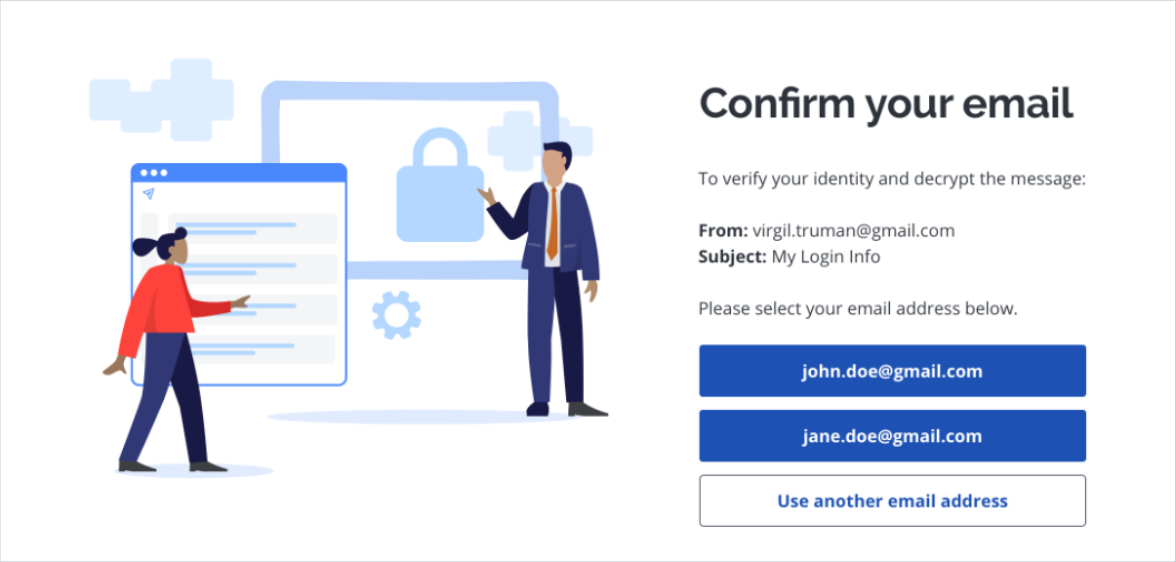 Confirm your email
To verify your identity and decrypt the message:
From: virgil.truman@gmail.com
Subject: My Login Info
Please select your email address below.
john.doe@gmail.com
jane.doe@gmail.com
Use another email address